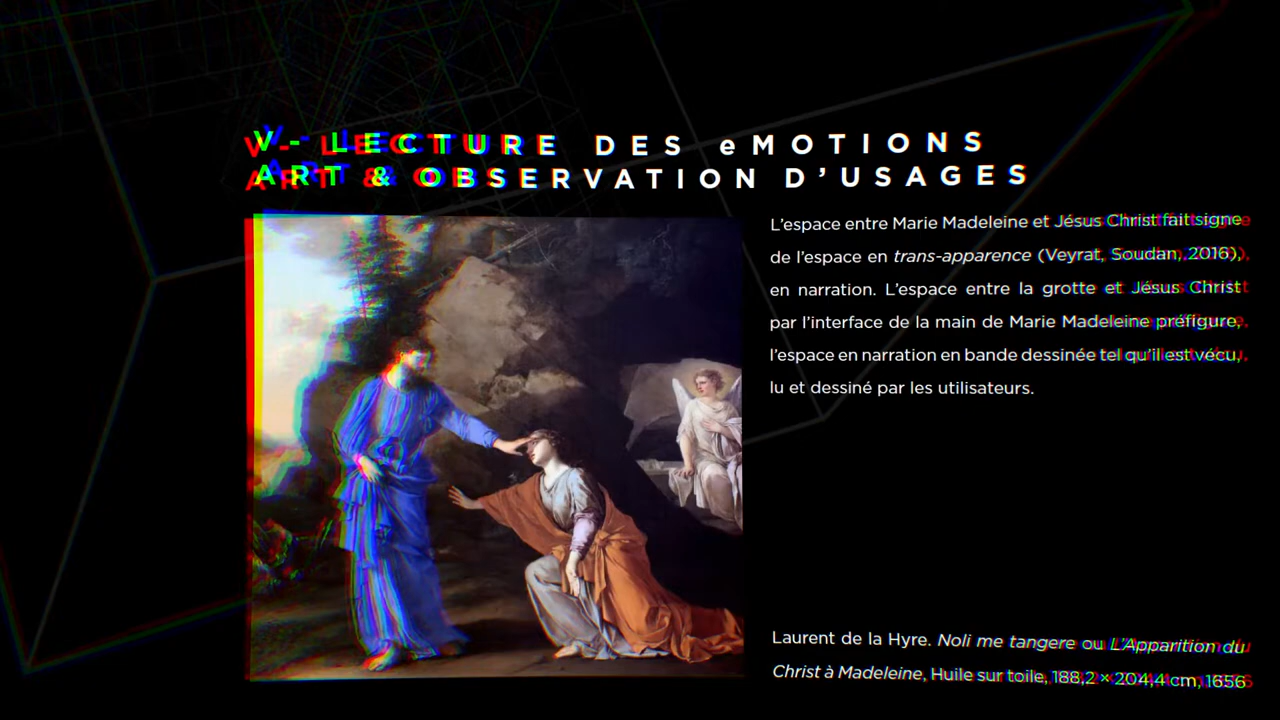 V- LECTURE DES eMOTIONS
ART & OBSERVATION D’USAGES
L’espace entre Marie Madeleine et Jésus Christ fait signe
de l’espace en trans-apparence (Veyrat, Soudan, 2016),
en narration. L’espace entre la grotte et Jésus Christ
par l’interface de la main de Marie Madeleine préfigure,
l’espace en narration en bande dessinée tel qu’il est vécu,
lu et dessiné par les utilisateurs.
Laurent de la Hyre. Noli me tangere ou L’Apparition du
Christ à Madeleine, Huile sur toile, 188,2 × 204,4 cm, 1656